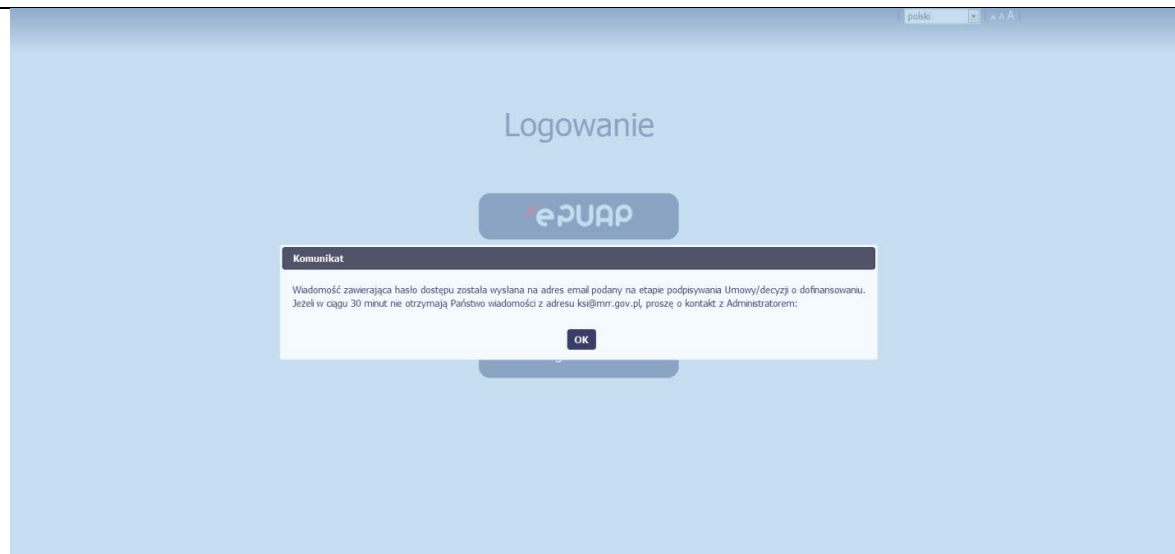 polski A A A
Logowanie
ePUAP
Komunikat
Wiadomość zawierająca hasło dostępu została wysłana na adres email podany na etapie podpisywania Umowy/decyzji o dofinansowaniu.
Jeżeli w ciągu 30 minut nie otrzymają Państwo wiadomości z adresu ksi@mrr.gov.pl, proszę o kontakt z Administratorem:
OK